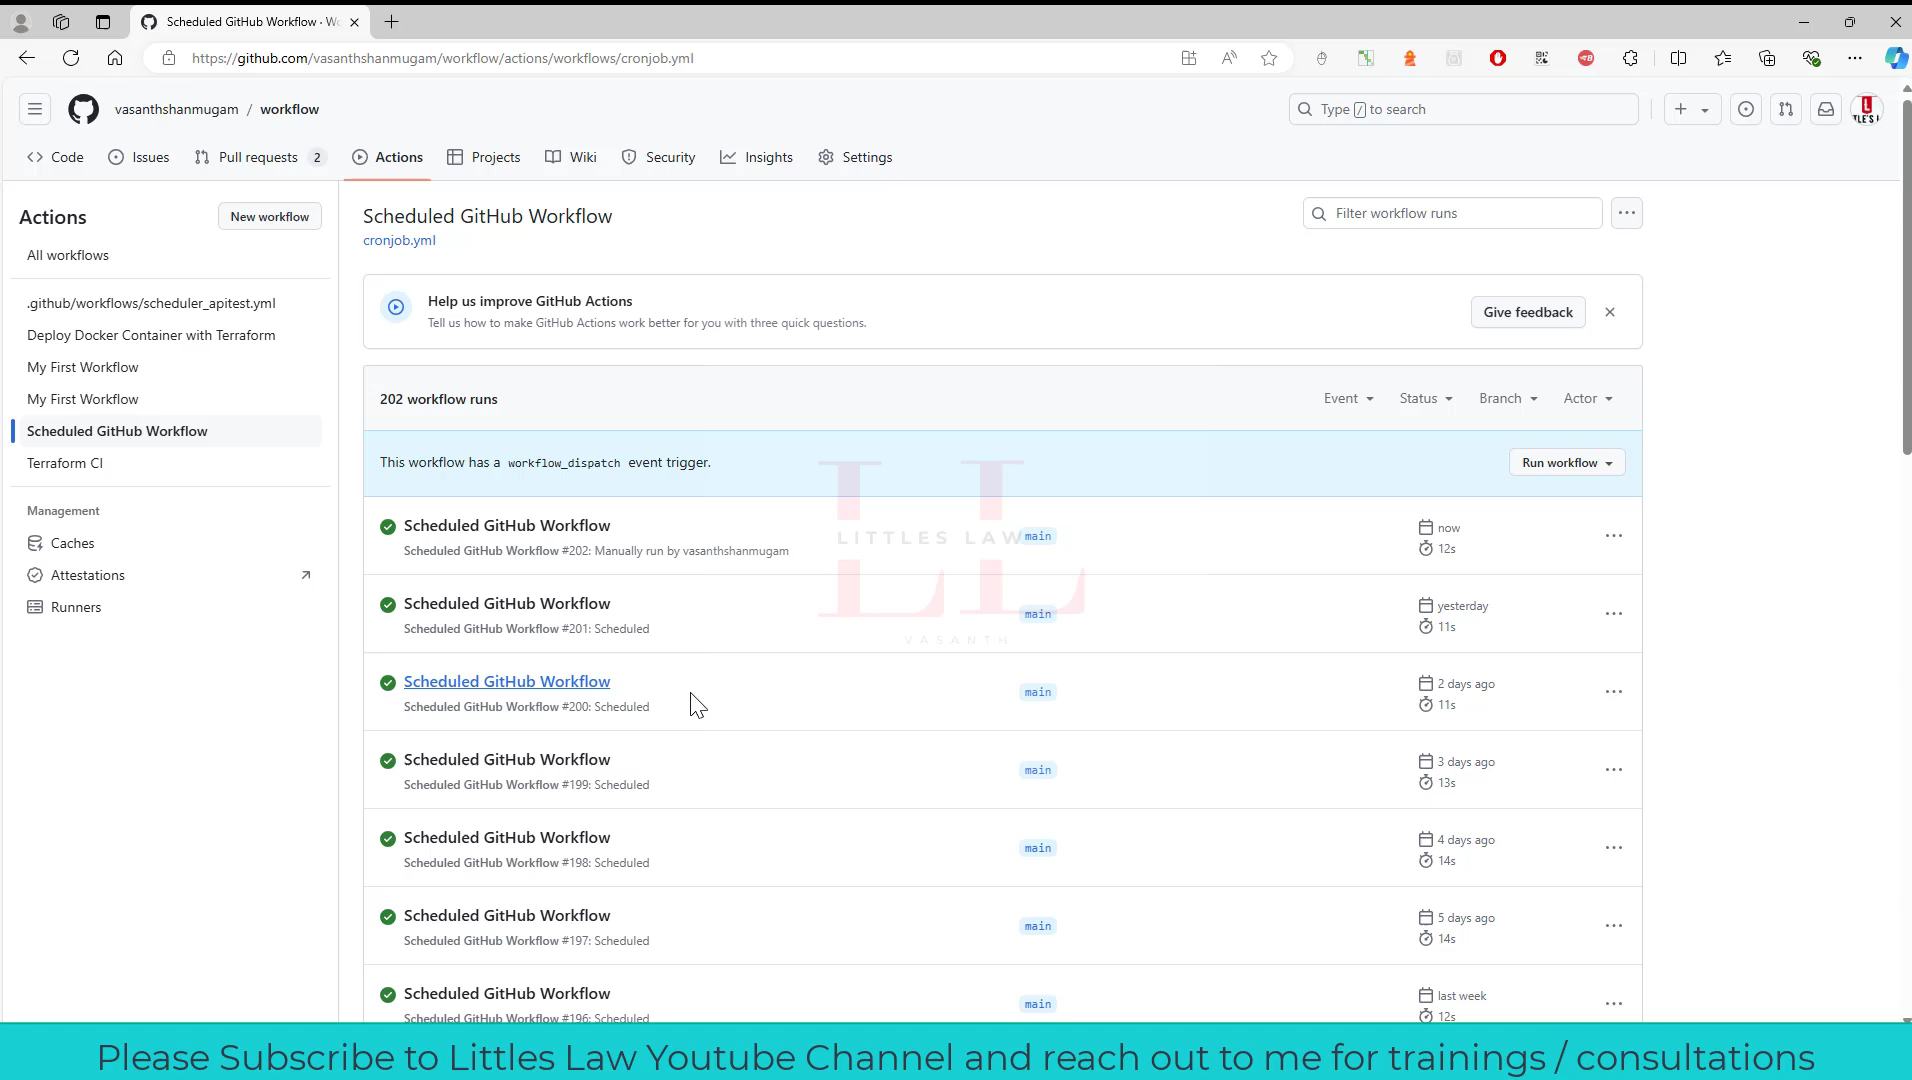 Scheduled GitHub Workflow · Wo
https://github.com/vasanthshanmugam/workflow/actions/workflows/cronjob.yml
vasanthshanmugam / workflow
Type / to search
Code
Issues
Pull requests 2
Actions
Projects
Wiki
Security
Insights
Settings
Actions
New workflow
All workflows
.github/workflows/scheduler_apitest.yml
Deploy Docker Container with Terraform
My First Workflow
My First Workflow
Scheduled GitHub Workflow
Terraform CI
Management
Caches
Attestations
Runners
Scheduled GitHub Workflow
cronjob.yml
Filter workflow runs
Help us improve GitHub Actions
Tell us how to make GitHub Actions work better for you with three quick questions.
Give feedback
202 workflow runs
Event
Status
Branch
Actor
This workflow has a workflow_dispatch event trigger.
Run workflow
Scheduled GitHub Workflow
Scheduled GitHub Workflow #202: Manually run by vasanthshanmugam
main
now
12s
Scheduled GitHub Workflow
Scheduled GitHub Workflow #201: Scheduled
main
yesterday
11s
Scheduled GitHub Workflow
Scheduled GitHub Workflow #200: Scheduled
main
2 days ago
11s
Scheduled GitHub Workflow
Scheduled GitHub Workflow #199: Scheduled
main
3 days ago
13s
Scheduled GitHub Workflow
Scheduled GitHub Workflow #198: Scheduled
main
4 days ago
14s
Scheduled GitHub Workflow
Scheduled GitHub Workflow #197: Scheduled
main
5 days ago
14s
Scheduled GitHub Workflow
Scheduled GitHub Workflow #196: Scheduled
main
last week
12s
LL
LITTLES LAW
VASANTH
Please Subscribe to Littles Law Youtube Channel and reach out to me for trainings / consultations